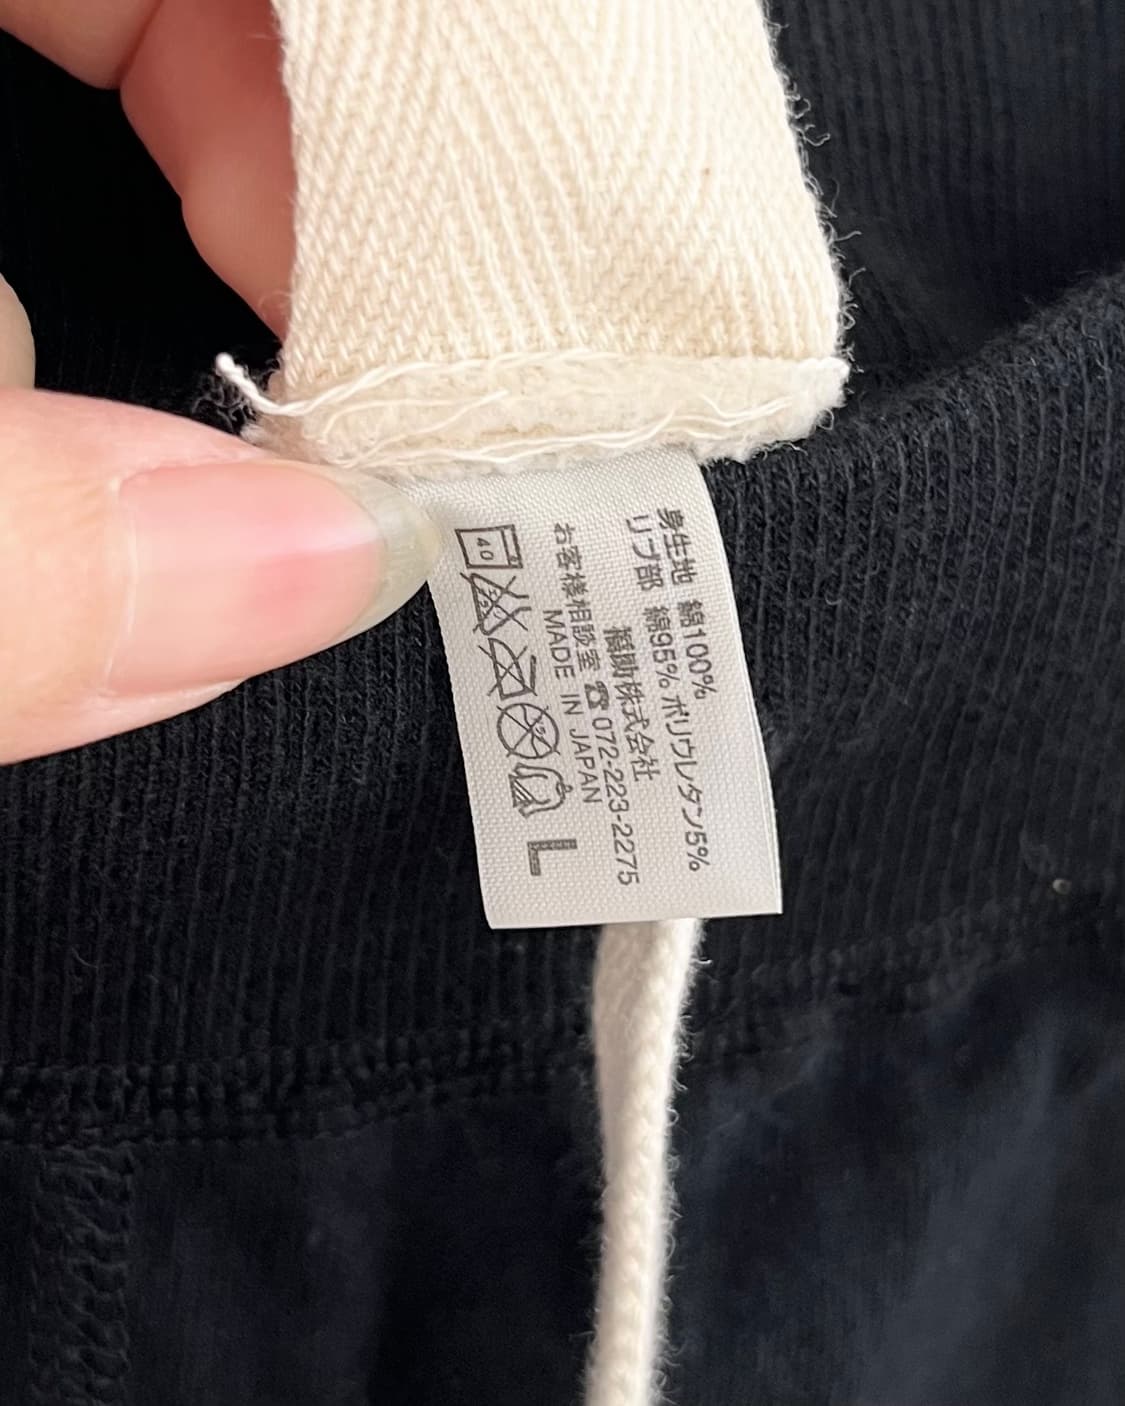 身生地 綿100%
リブ部 綿95% ポリウレタン5%
福助株式会社
お客様相談室 ☎072-223-2275
MADE IN JAPAN
40
L